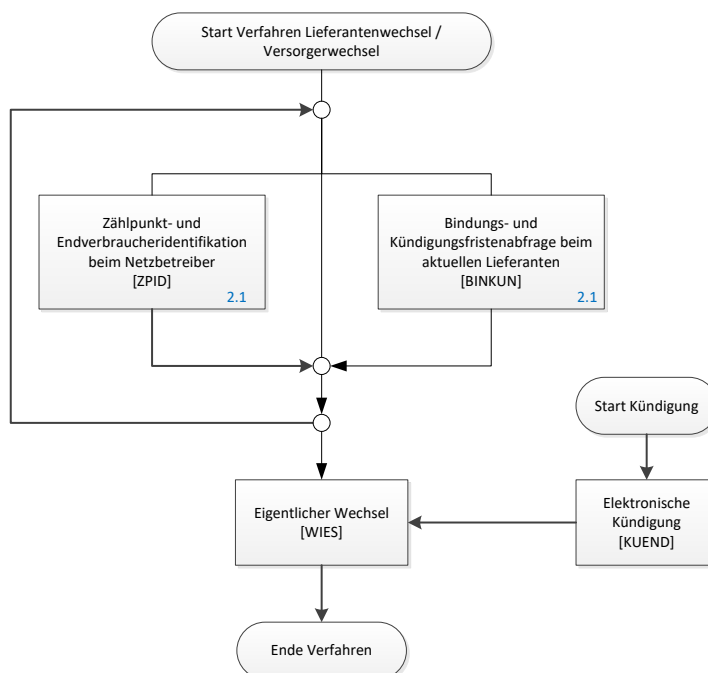 Start Verfahren Lieferantenwechsel /
Versorgerwechsel
Zählpunkt- und
Endverbraucheridentifikation
beim Netzbetreiber
[ZPID]
2.1
Bindungs- und
Kündigungsfristenabfrage beim
aktuellen Lieferanten
[BINKUN]
2.1
Start Kündigung
Eigentlicher Wechsel
[WIES]
Elektronische
Kündigung
[KUEND]
Ende Verfahren